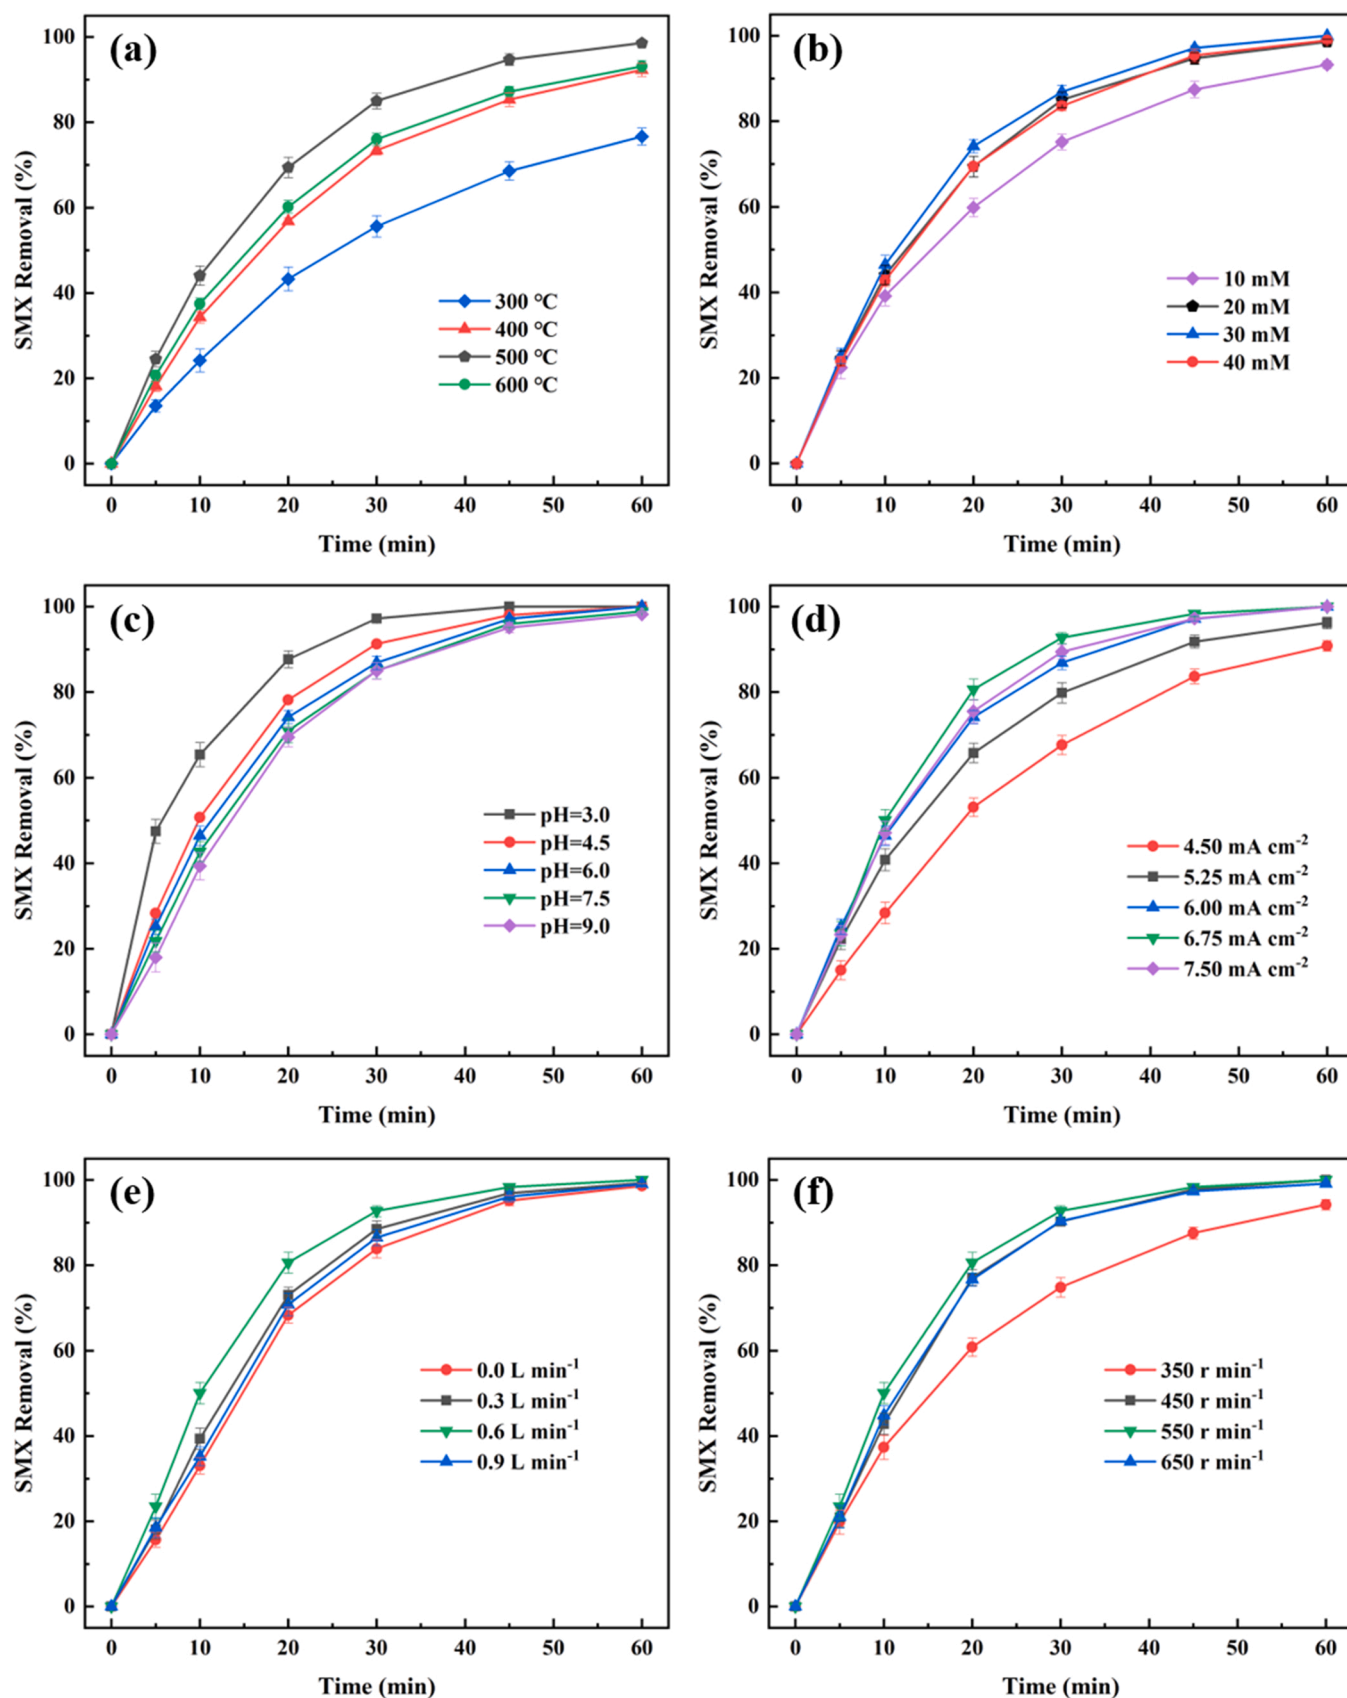 (a)
SMX Removal (%)
100
80
60
40
20
0
300 °C
400 °C
500 °C
600 °C
0 10 20 30 40 50 60
Time (min)
(b)
SMX Removal (%)
100
80
60
40
20
0
10 mM
20 mM
30 mM
40 mM
0 10 20 30 40 50 60
Time (min)
(c)
SMX Removal (%)
100
80
60
40
20
0
pH=3.0
pH=4.5
pH=6.0
pH=7.5
pH=9.0
0 10 20 30 40 50 60
Time (min)
(d)
SMX Removal (%)
100
80
60
40
20
0
4.50 mA cm⁻²
5.25 mA cm⁻²
6.00 mA cm⁻²
6.75 mA cm⁻²
7.50 mA cm⁻²
0 10 20 30 40 50 60
Time (min)
(e)
SMX Removal (%)
100
80
60
40
20
0
0.0 L min⁻¹
0.3 L min⁻¹
0.6 L min⁻¹
0.9 L min⁻¹
0 10 20 30 40 50 60
Time (min)
(f)
SMX Removal (%)
100
80
60
40
20
0
350 r min⁻¹
450 r min⁻¹
550 r min⁻¹
650 r min⁻¹
0 10 20 30 40 50 60
Time (min)